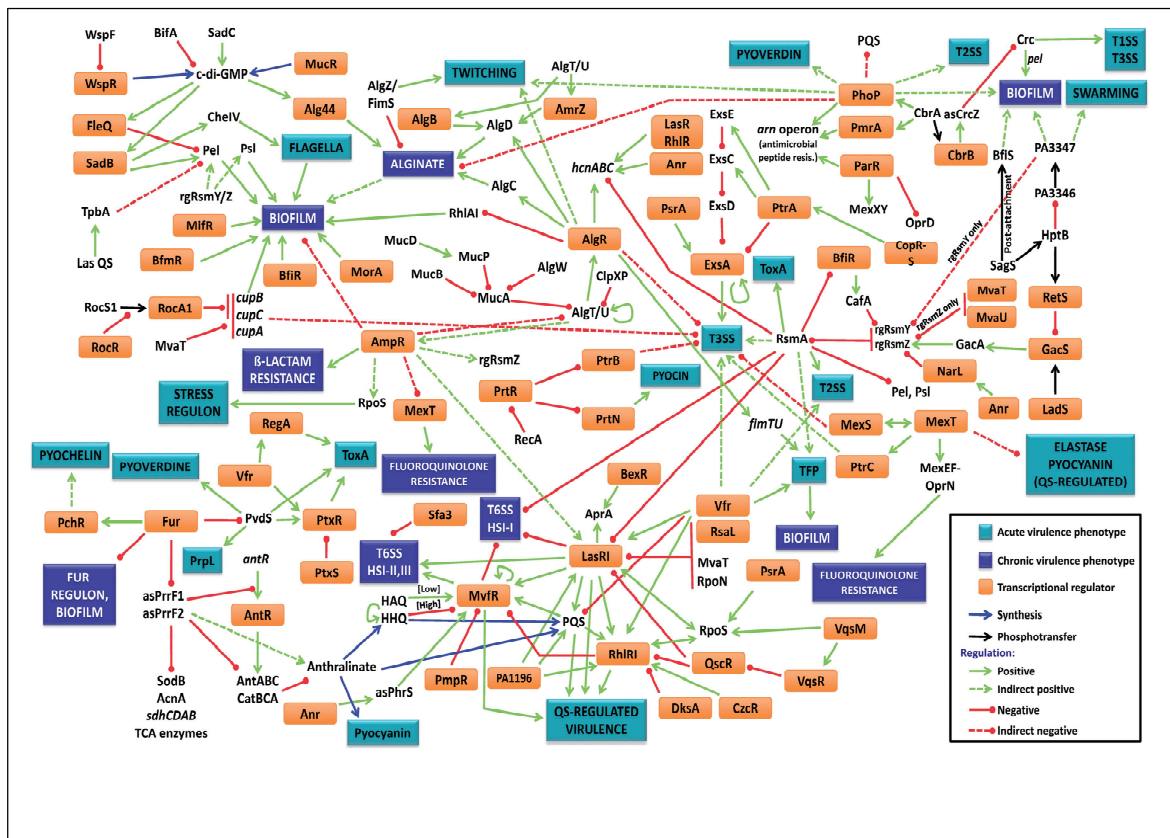 WspF
BifA
SadC
WspR
c-di-GMP
MucR
FleQ
CheIV
Alg44
SadB
Pel
Psl
FLAGELLA
rgRsmY/Z
TpbA
MlfR
BIOFILM
Las QS
BfmR
BfiR
MorA
RocS1
RocA1
cupB
cupC
cupA
RocR
MvaT
AlgZ/
FimS
TWITCHING
AlgT/U
AlgB
AlgD
AmrZ
ALGINATE
AlgC
RhlAI
MucD
MucP
MucB
AlgW
ClpXP
MucA
AlgT/U
AlgR
hcnABC
LasR
RhlR
Anr
PsrA
ExsE
ExsC
ExsD
ExsA
PtrA
ToxA
PYOVERDIN
PQS
T2SS
PhoP
arn operon
(antimicrobial
peptide resis.)
PmrA
ParR
MexXY
OprD
CopR-
S
Crc
pel
T1SS
T3SS
BIOFILM
SWARMING
CbrA
asCrcZ
CbrB
BfiS
PA3347
PA3346
Post-attachment
HptB
SagS
rgRsmY only
rgRsmZ only
RetS
MvaT
MvaU
BfiR
CafA
rgRsmY
rgRsmZ
GacA
GacS
NarL
LadS
Anr
RsmA
T3SS
T2SS
Pel, Psl
AmpR
rgRsmZ
ß-LACTAM
RESISTANCE
STRESS
REGULON
RpoS
MexT
FLUOROQUINOLONE
RESISTANCE
PtrB
PtrR
PYOCIN
PrtN
RecA
flmTU
MexS
MexT
PtrC
TFP
MexEF-
OprN
ELASTASE
PYOCYANIN
(QS-REGULATED)
RegA
PYOCHELIN
PYOVERDINE
ToxA
Vfr
PchR
Fur
PvdS
PtxR
PrpL
PtxS
FUR
REGULON,
BIOFILM
antR
asPrrF1
asPrrF2
AntR
SodB
AcnA
sdhCDAB
TCA enzymes
AntABC
CatBCA
Anthralinate
Anr
asPhrS
Pyocyanin
Sfa3
T6SS
HSI-I
T6SS
HSI-II,III
HAQ
HHQ
[Low]
[High]
MvfR
PmpR
PA1196
PQS
BexR
AprA
LasRI
RhlRI
QS-REGULATED
VIRULENCE
DksA
CzcR
QscR
VqsR
VqsM
RpoS
PsrA
Vfr
RsaL
MvaT
RpoN
BIOFILM
FLUOROQUINOLONE
RESISTANCE
Acute virulence phenotype
Chronic virulence phenotype
Transcriptional regulator
Synthesis
Phosphotransfer
Regulation:
Positive
Indirect positive
Negative
Indirect negative